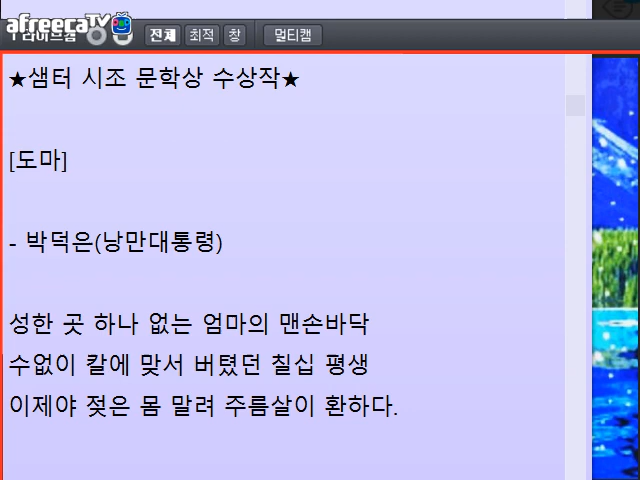 afreecaTV
전체 최적 창 멀티캠
★샘터 시조 문학상 수상작★
[도마]
- 박덕은(낭만대통령)
성한 곳 하나 없는 엄마의 맨손바닥
수없이 칼에 맞서 버텼던 칠십 평생
이제야 젖은 몸 말려 주름살이 환하다.